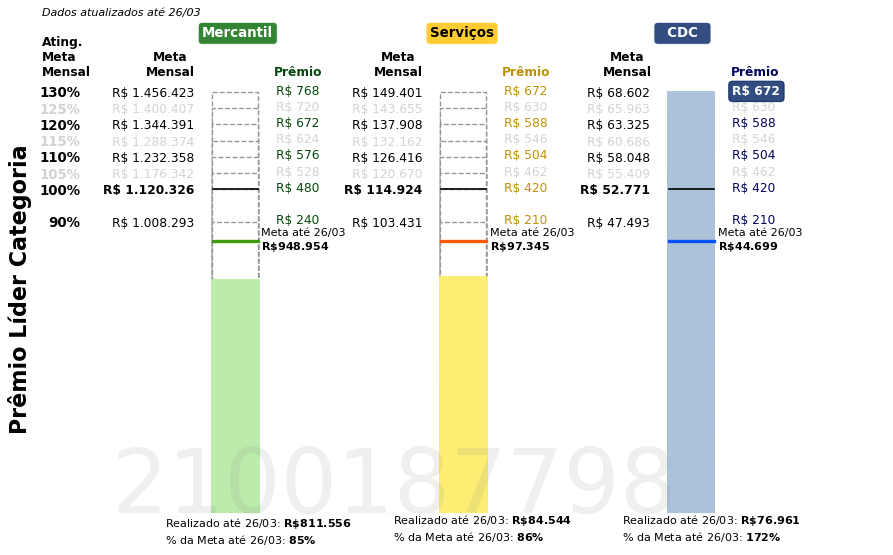 Dados atualizados até 26/03
Mercantil Serviços CDC
Ating.
Meta
Mensal
Meta
Mensal Prêmio
Meta
Mensal Prêmio
Meta
Mensal Prêmio
130% R$ 1.456.423 R$ 768 R$ 149.401 R$ 672 R$ 68.602 R$ 672
125% R$ 1.400.407 R$ 720 R$ 143.655 R$ 630 R$ 65.963 R$ 630
120% R$ 1.344.391 R$ 672 R$ 137.908 R$ 588 R$ 63.325 R$ 588
115% R$ 1.288.374 R$ 624 R$ 132.162 R$ 546 R$ 60.686 R$ 546
110% R$ 1.232.358 R$ 576 R$ 126.416 R$ 504 R$ 58.048 R$ 504
105% R$ 1.176.342 R$ 528 R$ 120.670 R$ 462 R$ 55.409 R$ 462
100% R$ 1.120.326 R$ 480 R$ 114.924 R$ 420 R$ 52.771 R$ 420
90% R$ 1.008.293 R$ 240 R$ 103.431 R$ 210 R$ 47.493 R$ 210
Meta até 26/03 Meta até 26/03 Meta até 26/03
R$948.954 R$97.345 R$44.699
Prêmio Líder Categoria
2100187798
Realizado até 26/03: R$811.556 Realizado até 26/03: R$84.544 Realizado até 26/03: R$76.961
% da Meta até 26/03: 85% % da Meta até 26/03: 86% % da Meta até 26/03: 172%